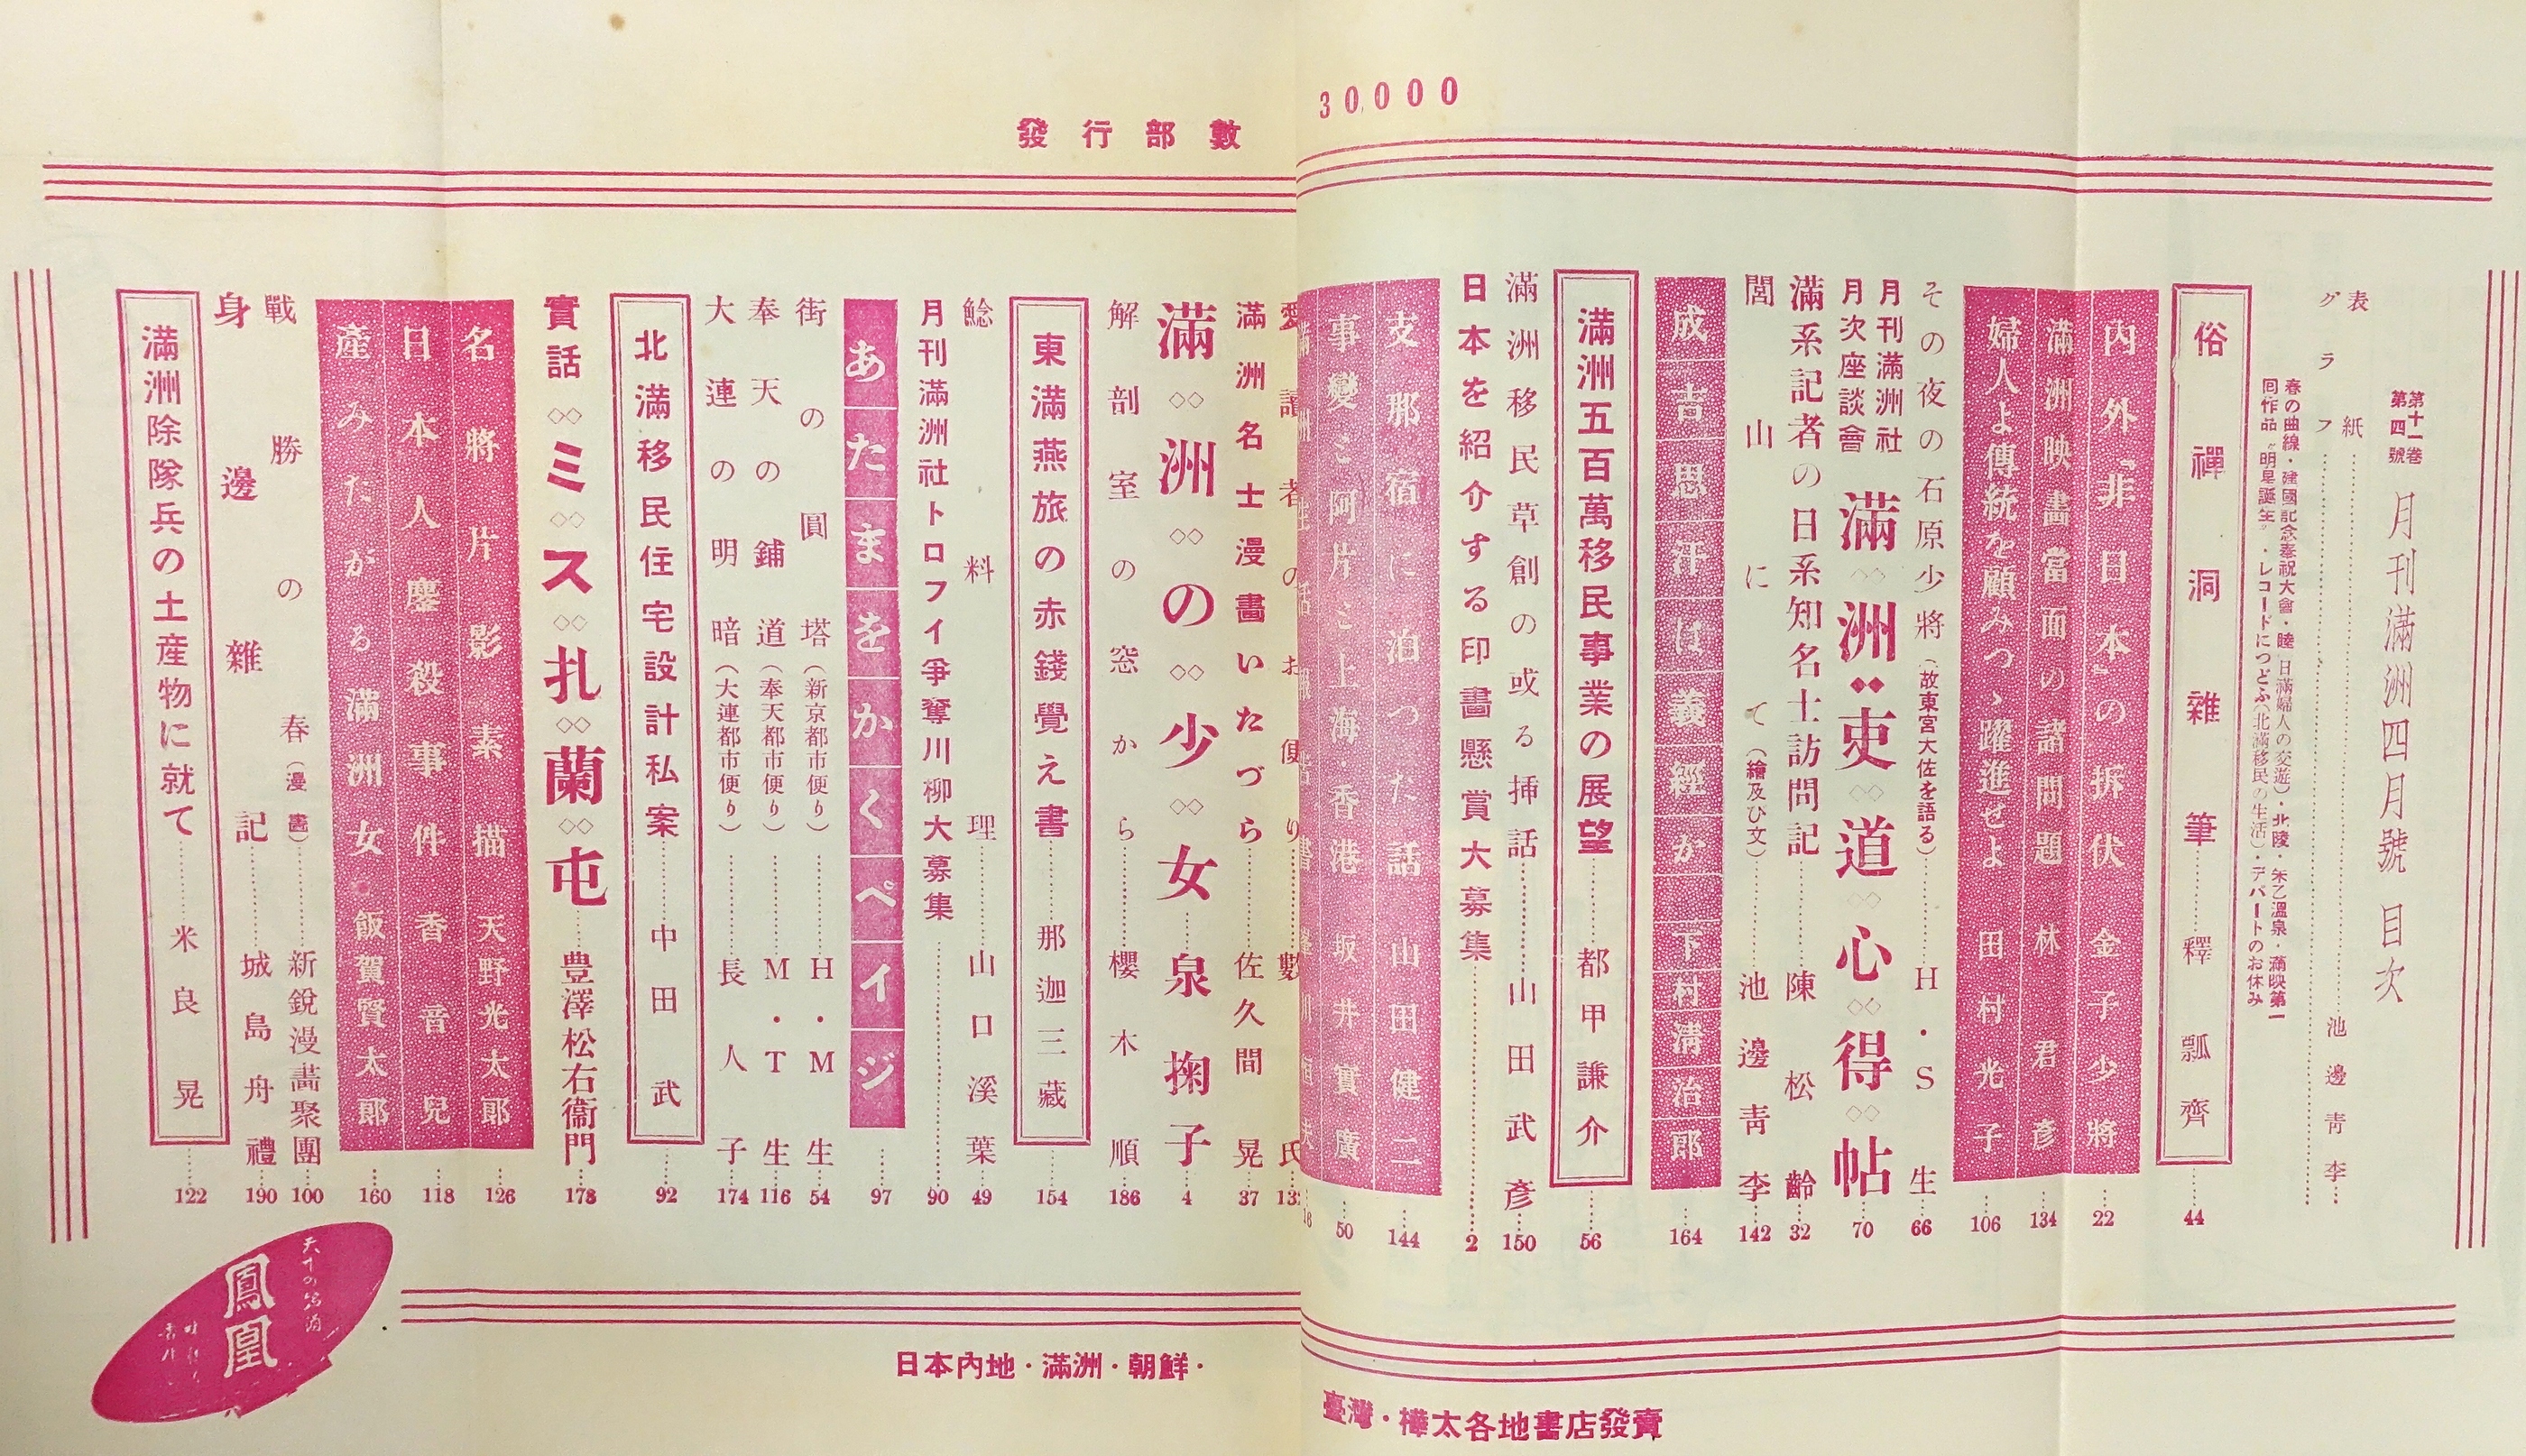 發行部數 30,000
第十一卷 第四號 月刊滿洲四月號目次
表紙 池邊靑李
グラフ
春の曲線・建國記念春祝大會・睦(日滿婦人の交遊)・北陵・朱乙溫泉・滿映第一
回作品〝明星誕生〟・レコードにつどふ(北滿移民の生活)・デパートのお休み
俗禪洞雜筆 釋瓢齊 44
內外『非日本』の拆伏 金子少將 22
滿洲映畫當面の諸問題 林君彥 134
婦人よ傳統を顧みつゝ躍進せよ 田村光子 106
その夜の石原少將(故東宮大佐を語る) H・S生 66
月刊滿洲社月次座談會 滿洲吏道心得帖 70
滿系記者の日系知名士訪問記 陳松齡 32
閭山にて(繪及ひ文) 池邊靑李 142
成吉思汗は義經か 下村淸治郎 164
滿洲五百萬移民事業の展望 都甲謙介 56
滿洲移民草創の或る挿話 山田武彥 150
日本を紹介する印畫懸賞大募集 2
支那宿に泊つた話 山田健二 144
事變と阿片と上海・香港 坂井寶廣 50
愛讀者のお便り 數氏 132
滿洲名士漫畫いたづら 佐久間晃 37
滿洲の少女 泉掬子 4
解剖室の窓から 櫻木順 186
東滿燕旅の赤錢覺え書 那迦三藏 154
鯰料理 山口溪葉 49
月刊滿洲社トロフイ爭奪川柳大募集 90
あたまをかくペイジ 97
街の圓塔(新京都市便り) H・M生 54
奉天の鋪道(奉天都市便り) M・T生 116
大連の明暗(大連都市便り) 長人子 174
北滿移民住宅設計私案 中田武 92
實話 ミス扎蘭屯 豊澤松右衞門 178
名將片影素描 天野光太郎 126
日本人鏖殺事件 香音兒 118
產みたがる滿洲女 飯賀賢太郎 160
戰勝の春(漫畵) 新銳漫畵聚團 100
身邊雜記 城島舟禮 190
滿洲除隊兵の土産物に就て 米良晃 122
鳳凰
日本內地・滿洲・朝鮮・臺灣・樺太各地書店發賣